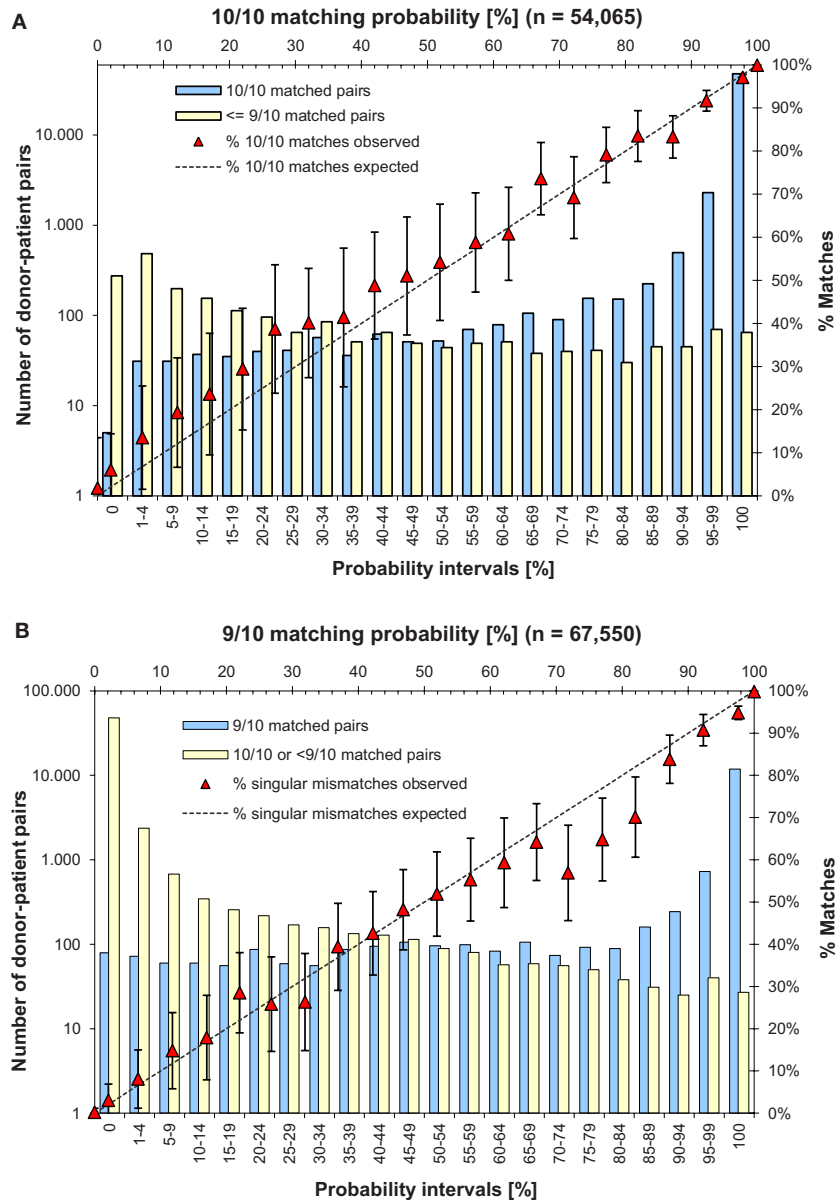 A
10/10 matching probability [%] (n = 54,065)
0 10 20 30 40 50 60 70 80 90 100
10/10 matched pairs
<= 9/10 matched pairs
% 10/10 matches observed
% 10/10 matches expected
Number of donor-patient pairs
10.000
1.000
100
10
1
100%
90%
80%
70%
60%
50%
40%
30%
20%
10%
0%
% Matches
0 1-4 5-9 10-14 15-19 20-24 25-29 30-34 35-39 40-44 45-49 50-54 55-59 60-64 65-69 70-74 75-79 80-84 85-89 90-94 95-99 100
Probability intervals [%]
B
9/10 matching probability [%] (n = 67,550)
0 10 20 30 40 50 60 70 80 90 100
9/10 matched pairs
10/10 or <9/10 matched pairs
% singular mismatches observed
% singular mismatches expected
Number of donor-patient pairs
100.000
10.000
1.000
100
10
1
100%
90%
80%
70%
60%
50%
40%
30%
20%
10%
0%
% Matches
0 1-4 5-9 10-14 15-19 20-24 25-29 30-34 35-39 40-44 45-49 50-54 55-59 60-64 65-69 70-74 75-79 80-84 85-89 90-94 95-99 100
Probability intervals [%]